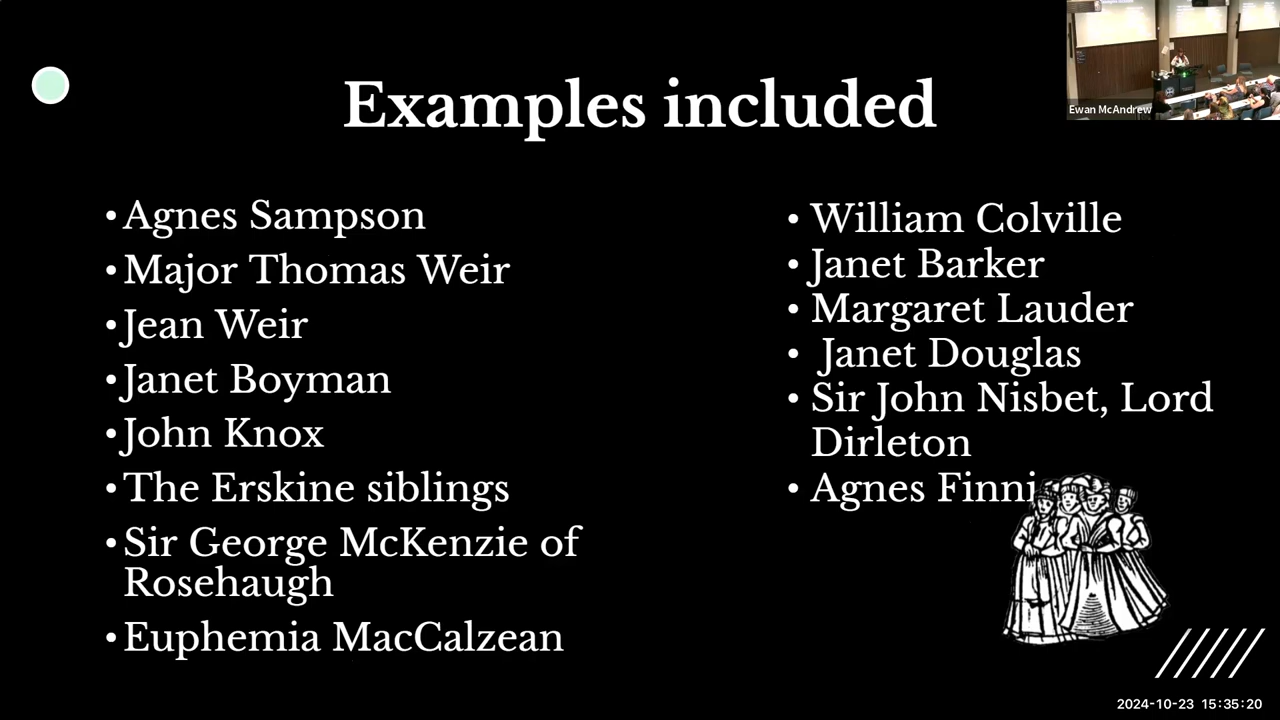 Examples included
• Agnes Sampson
• Major Thomas Weir
• Jean Weir
• Janet Boyman
• John Knox
• The Erskine siblings
• Sir George McKenzie of
Rosehaugh
• Euphemia MacCalzean
• William Colville
• Janet Barker
• Margaret Lauder
• Janet Douglas
• Sir John Nisbet, Lord
Dirleton
• Agnes Finni
Ewan McAndrew
2024-10-23 15:35:20